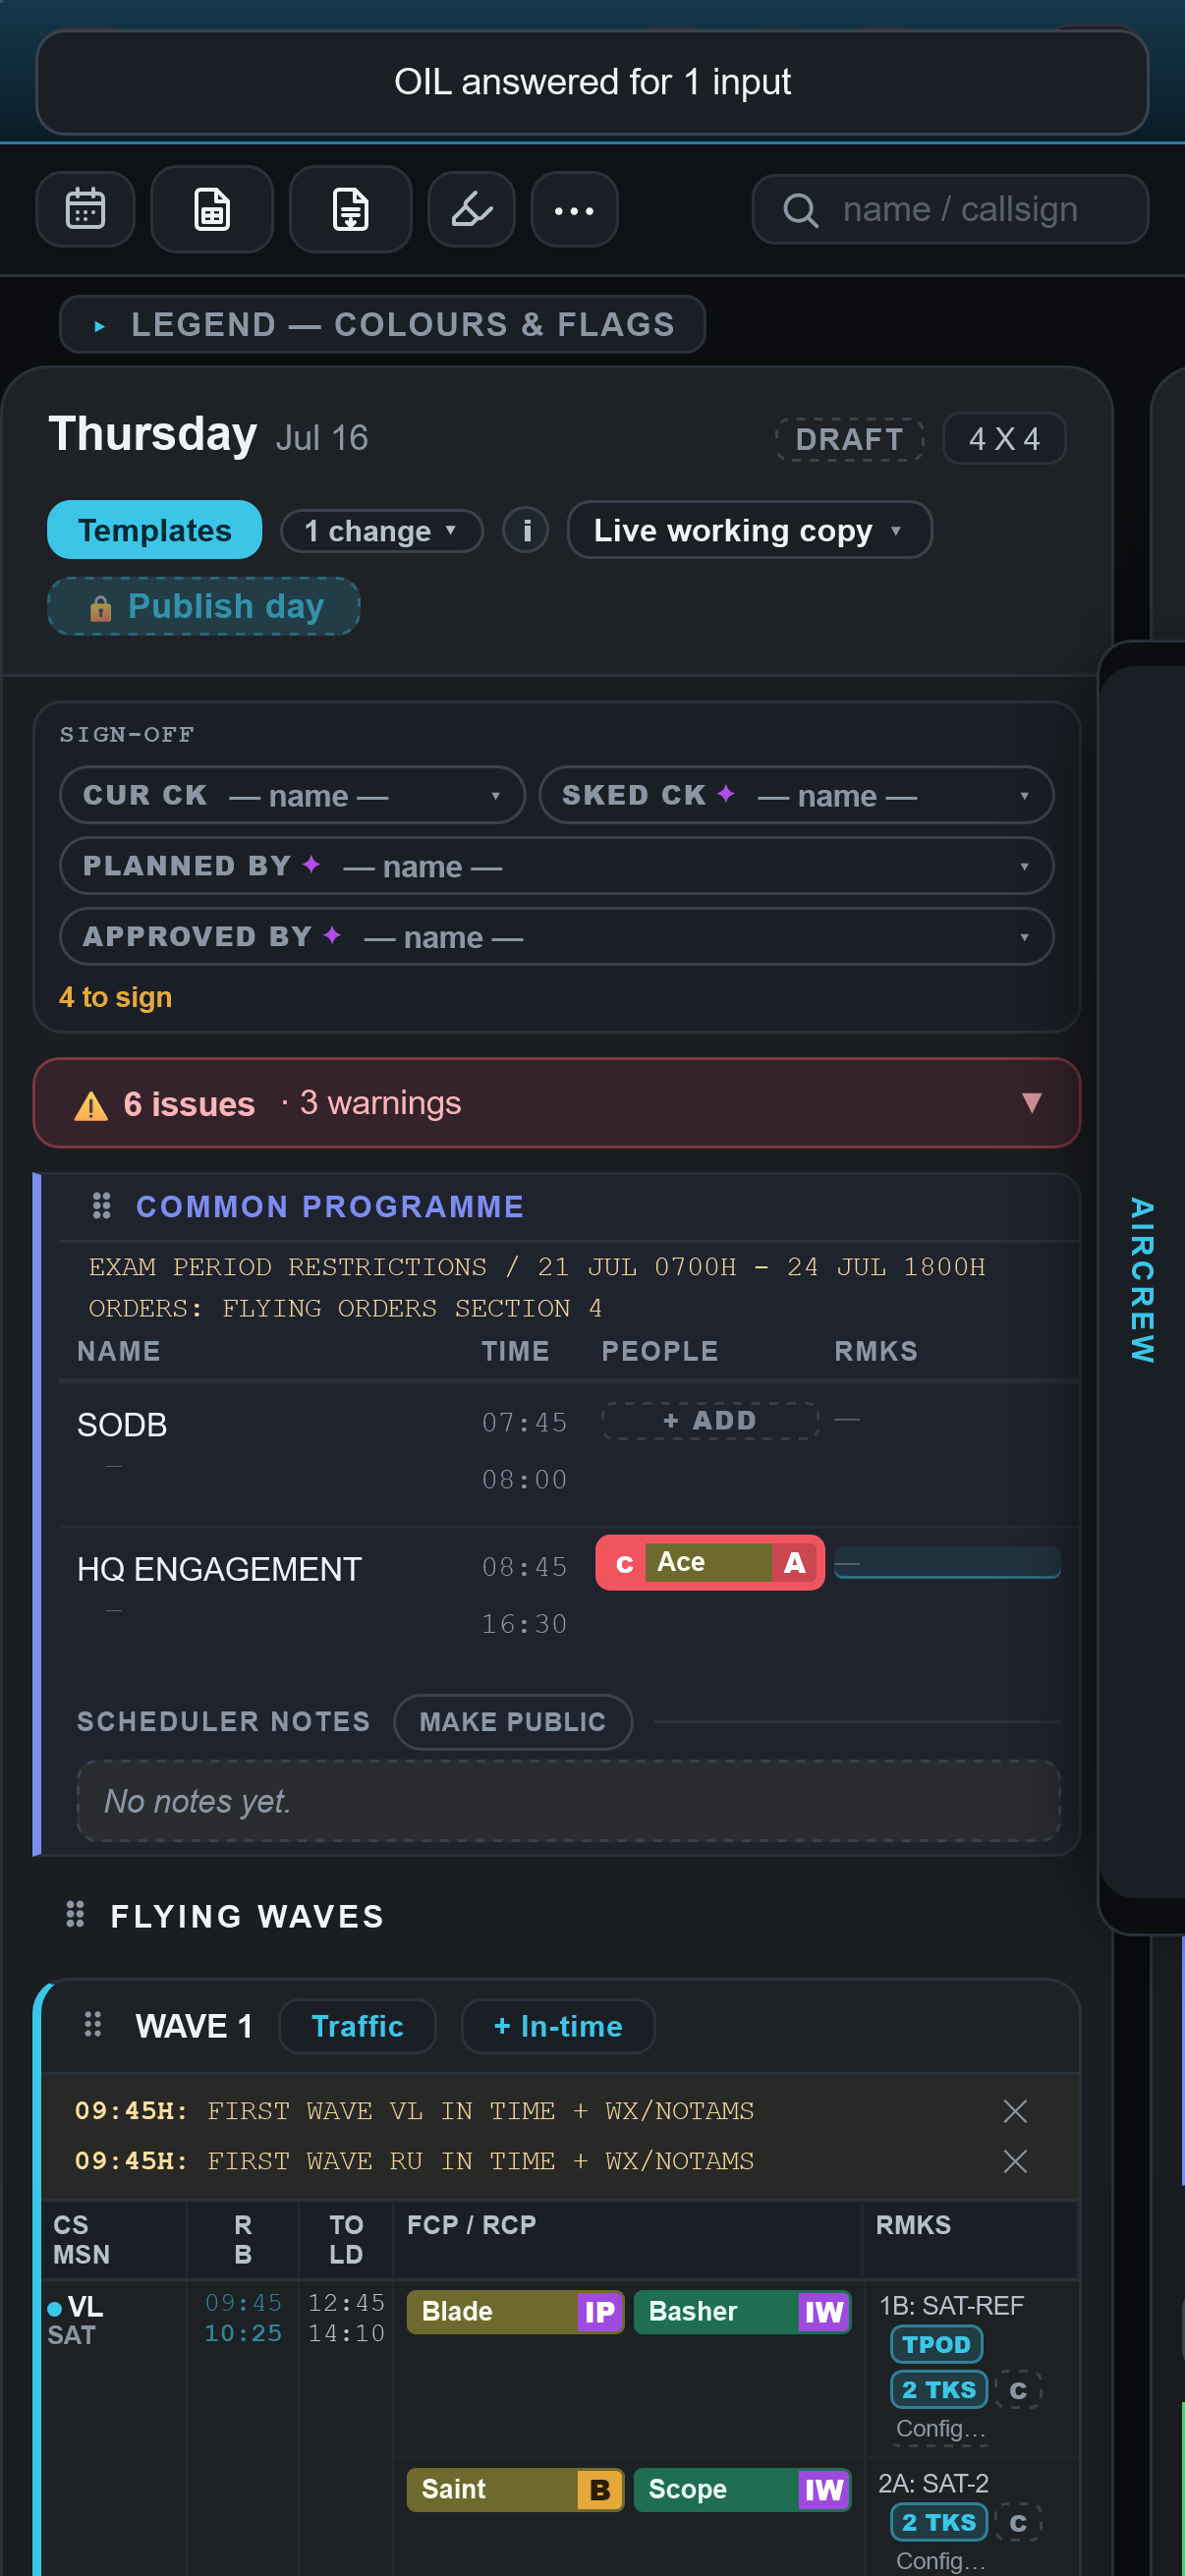 OIL answered for 1 input
name / callsign
LEGEND — COLOURS & FLAGS
Thursday Jul 16 DRAFT 4 X 4
Templates 1 change i Live working copy
Publish day
SIGN-OFF
CUR CK — name — SKED CK — name —
PLANNED BY — name —
APPROVED BY — name —
4 to sign
6 issues · 3 warnings
AIRCREW
COMMON PROGRAMME
EXAM PERIOD RESTRICTIONS / 21 JUL 0700H - 24 JUL 1800H
ORDERS: FLYING ORDERS SECTION 4
NAME TIME PEOPLE RMKS
SODB 07:45 + ADD —
— 08:00
HQ ENGAGEMENT 08:45 C Ace A —
— 16:30
SCHEDULER NOTES MAKE PUBLIC
No notes yet.
FLYING WAVES
WAVE 1 Traffic + In-time
09:45H: FIRST WAVE VL IN TIME + WX/NOTAMS
09:45H: FIRST WAVE RU IN TIME + WX/NOTAMS
CS R TO FCP / RCP RMKS
MSN B LD
VL 09:45 12:45 Blade IP Basher IW 1B: SAT-REF
SAT 10:25 14:10 TPOD
2 TKS C
Config...
Saint B Scope IW 2A: SAT-2
2 TKS C
Config...